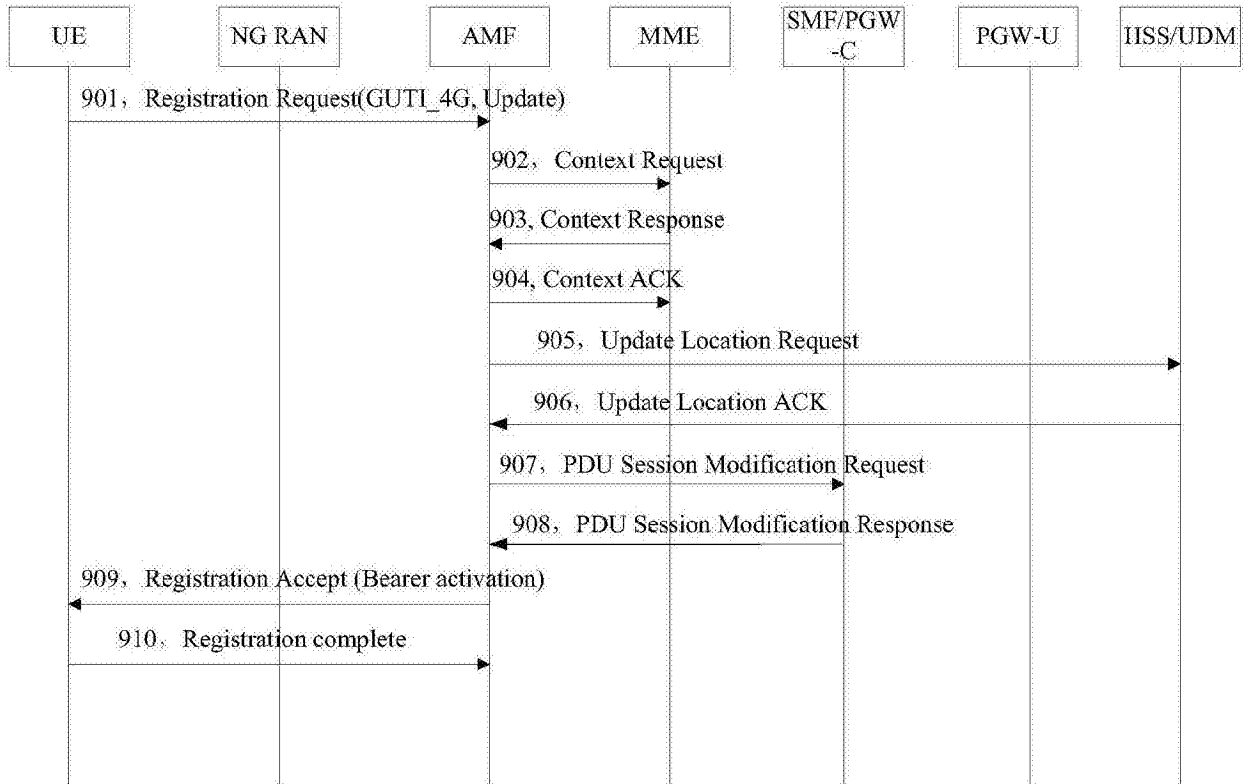 UE
NG RAN
AMF
MME
SMF/PGW
-C
PGW-U
HSS/UDM
901，Registration Request(GUTI_4G, Update)
902，Context Request
903, Context Response
904, Context ACK
905，Update Location Request
906，Update Location ACK
907，PDU Session Modification Request
908，PDU Session Modification Response
909，Registration Accept (Bearer activation)
910，Registration complete